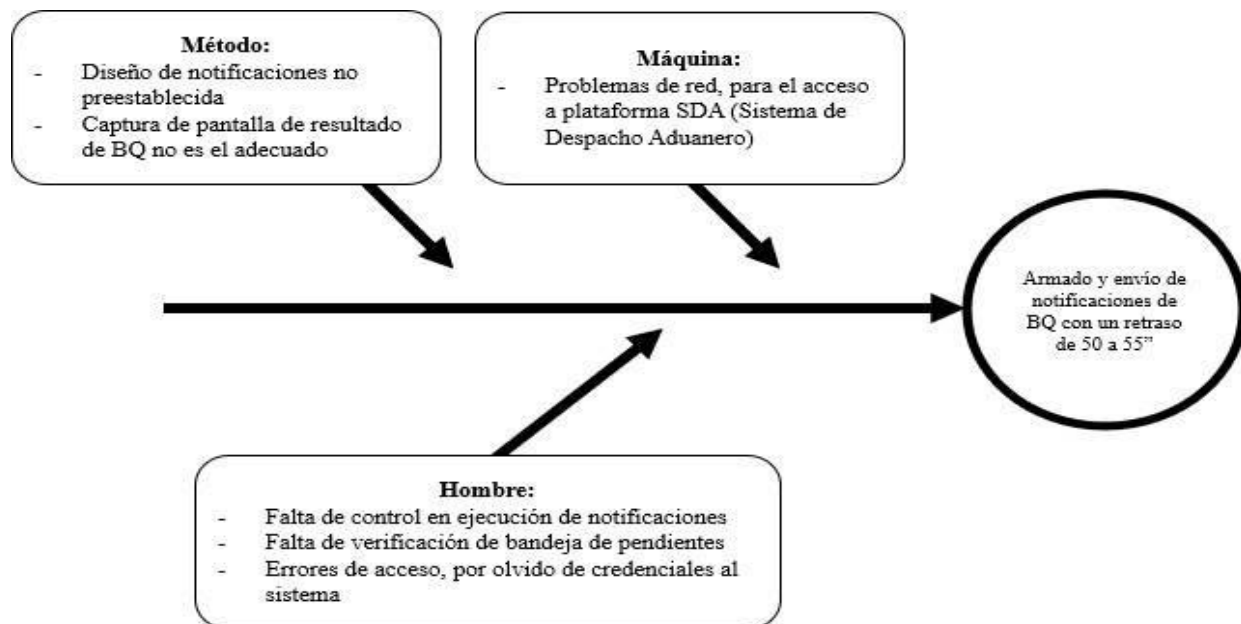 Método:
- Diseño de notificaciones no
preestablecida
- Captura de pantalla de resultado
de BQ no es el adecuado
Máquina:
- Problemas de red, para el acceso
a plataforma SDA (Sistema de
Despacho Aduanero)
Armado y envío de
notificaciones de
BQ con un retraso
de 50 a 55”
Hombre:
- Falta de control en ejecución de notificaciones
- Falta de verificación de bandeja de pendientes
- Errores de acceso, por olvido de credenciales al
sistema